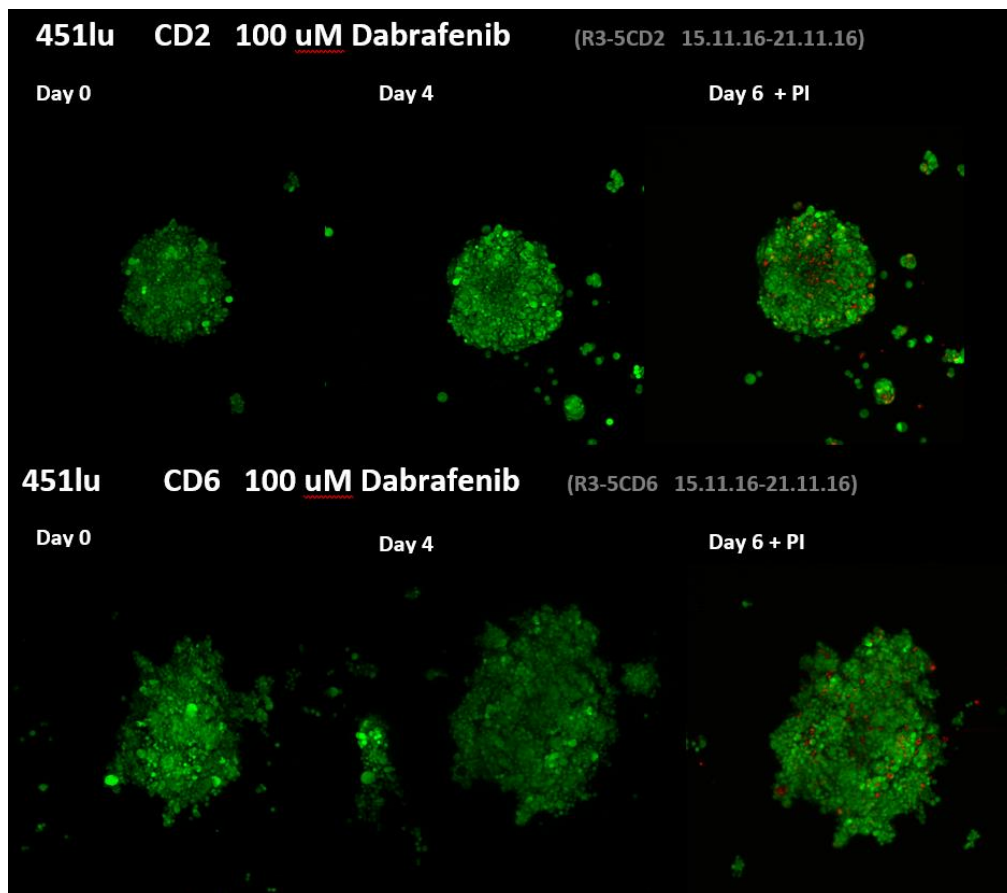 451lu CD2 100 uM Dabrafenib (R3-5CD2 15.11.16-21.11.16)
Day 0 Day 4 Day 6 + PI
451lu CD6 100 uM Dabrafenib (R3-5CD6 15.11.16-21.11.16)
Day 0 Day 4 Day 6 + PI